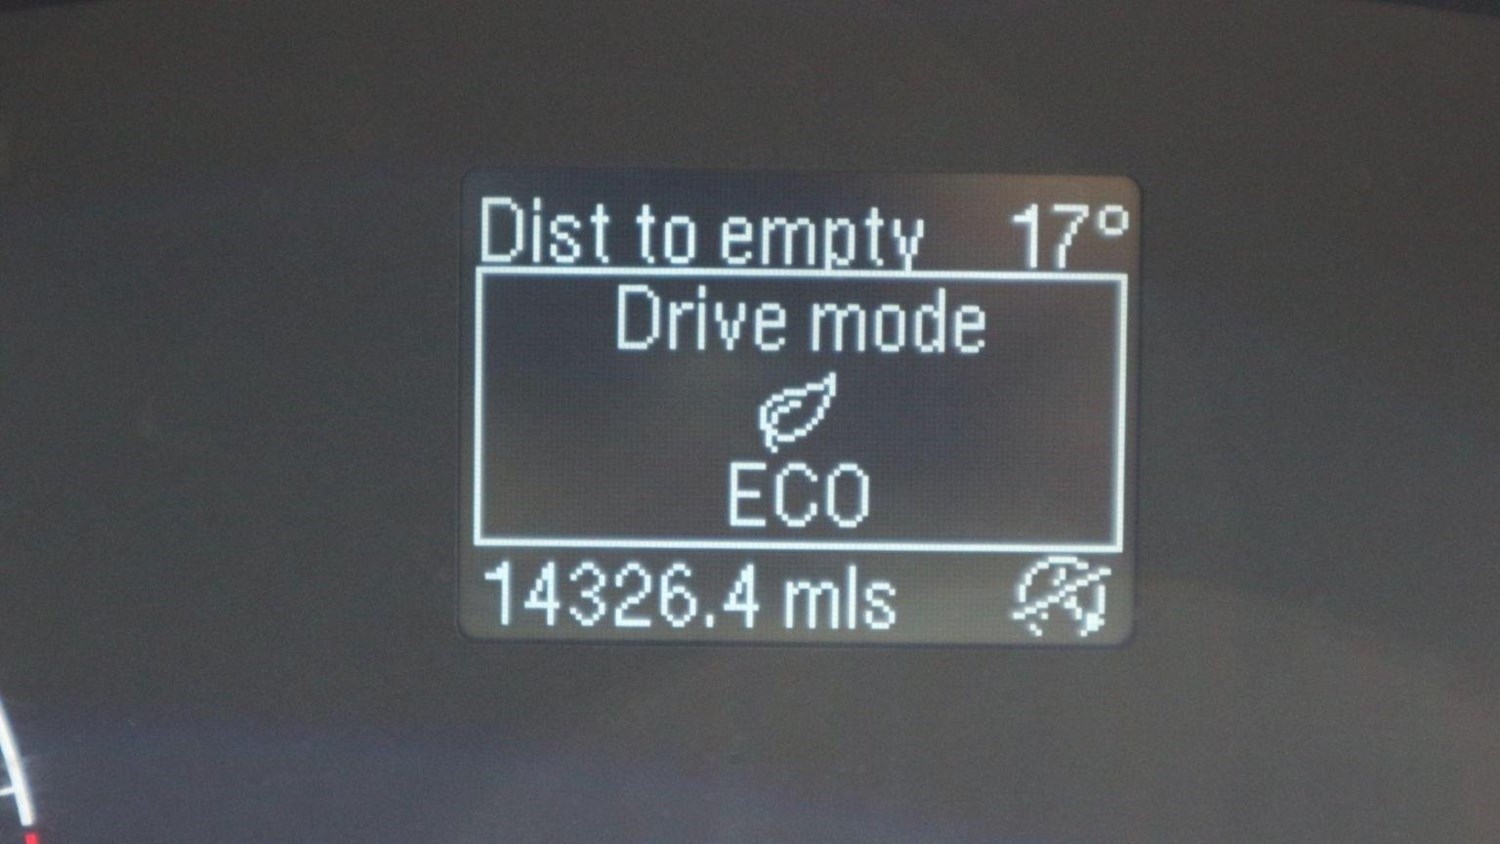 Dist to empty 17°
Drive mode
ECO
14326.4 mls